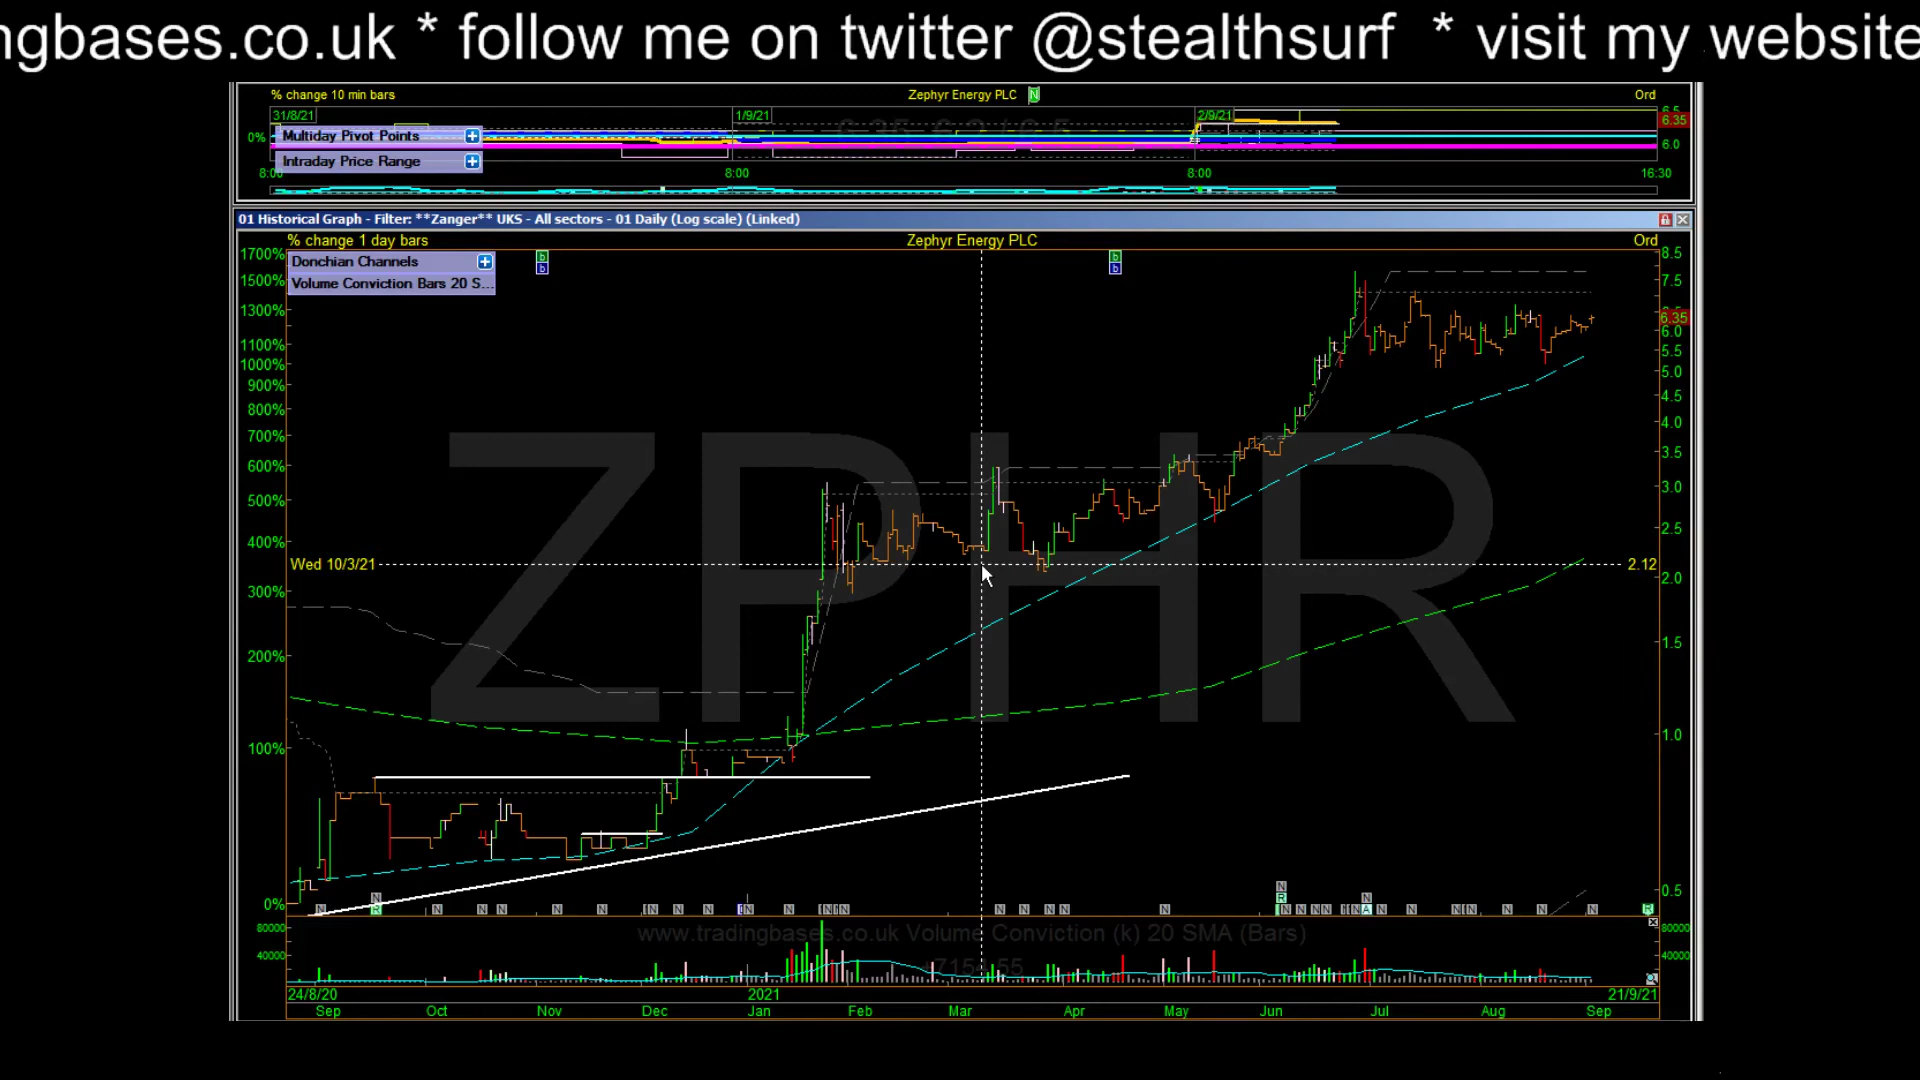 ngbases.co.uk * follow me on twitter @stealthsurf * visit my website
% change 10 min bars
Zephyr Energy PLC N
Ord
31/8/21
1/9/21
2/9/21
6.5
6.35
6.0
0%
Multiday Pivot Points
Intraday Price Range
8:00
8:00
8:00
16:30
01 Historical Graph - Filter: **Zanger** UKS - All sectors - 01 Daily (Log scale) (Linked)
% change 1 day bars
Zephyr Energy PLC
Ord
Donchian Channels
Volume Conviction Bars 20 S...
b
b
b
b
1700%
1500%
1300%
1100%
1000%
900%
800%
700%
600%
500%
400%
300%
200%
100%
0%
8.5
7.5
6.35
6.0
5.5
5.0
4.5
4.0
3.5
3.0
2.5
2.0
1.5
1.0
0.5
ZPHR
Wed 10/3/21
2.12
80000
40000
www.tradingbases.co.uk Volume Conviction (k) 20 SMA (Bars)
80000
40000
24/8/20
2021
21/9/21
Sep Oct Nov Dec Jan Feb Mar Apr May Jun Jul Aug Sep